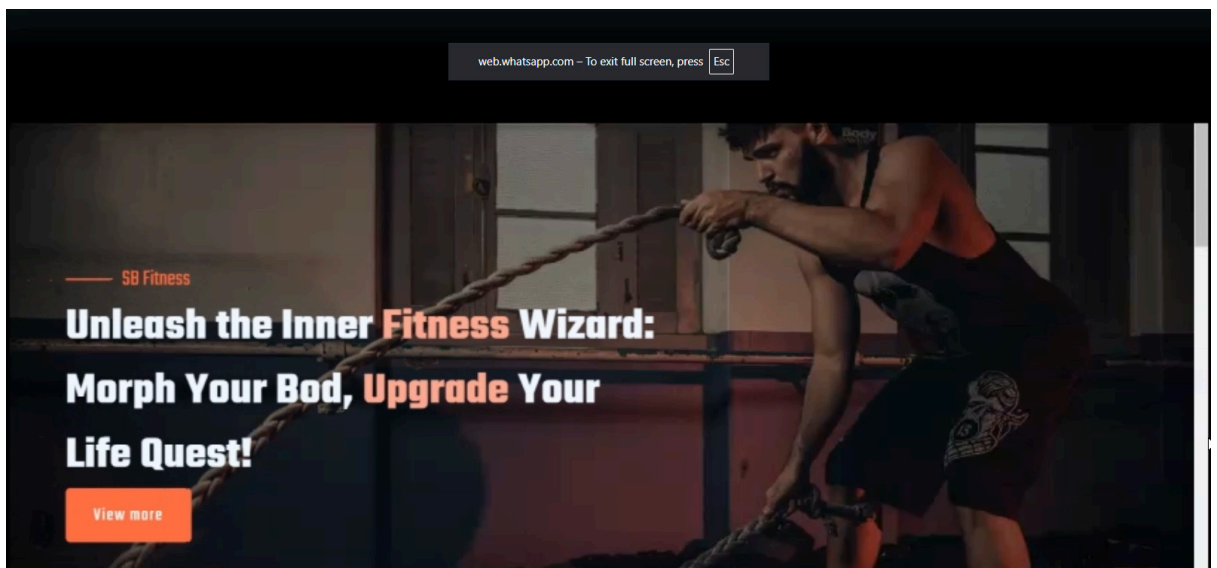 web.whatsapp.com – To exit full screen, press Esc
Body
SB Fitness
Unleash the Inner Fitness Wizard:
Morph Your Bod, Upgrade Your
Life Quest!
View more